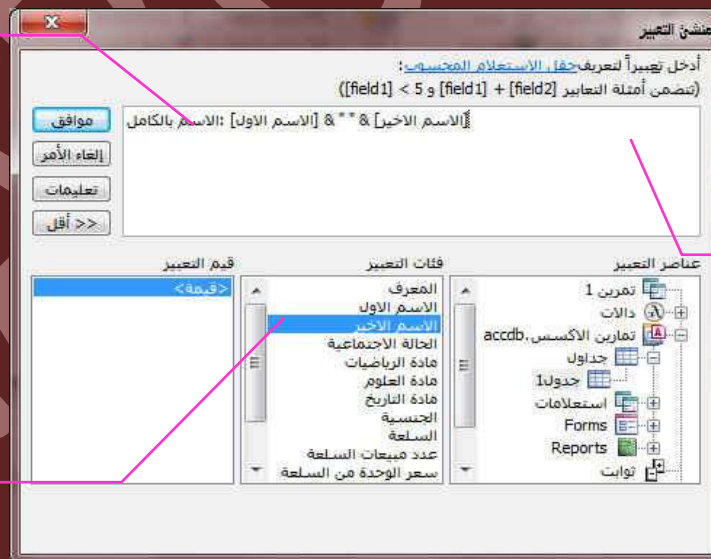 منشئ التعبير
أدخل تعبيراً لتعريف حقل الاستعلام المحسوب:
(تتضمن أمثلة التعابير [field1] + [field2] و [field1] < 5)
الاسم بالكامل: [الاسم الاول] & " " & [الاسم الاخير]
موافق
إلغاء الأمر
تعليمات
<< أقل
عناصر التعبير
تمرين 1
دالات
تمارين الاكسس.accdb
جداول
جدول1
استعلامات
Forms
Reports
ثوابت
فئات التعبير
المعرف
الاسم الاول
الاسم الاخير
الحالة الاجتماعية
مادة الرياضيات
مادة العلوم
مادة التاريخ
الجنسية
السلعة
عدد مبيعات السلعة
سعر الوحدة من السلعة
قيم التعبير
<قيمة>